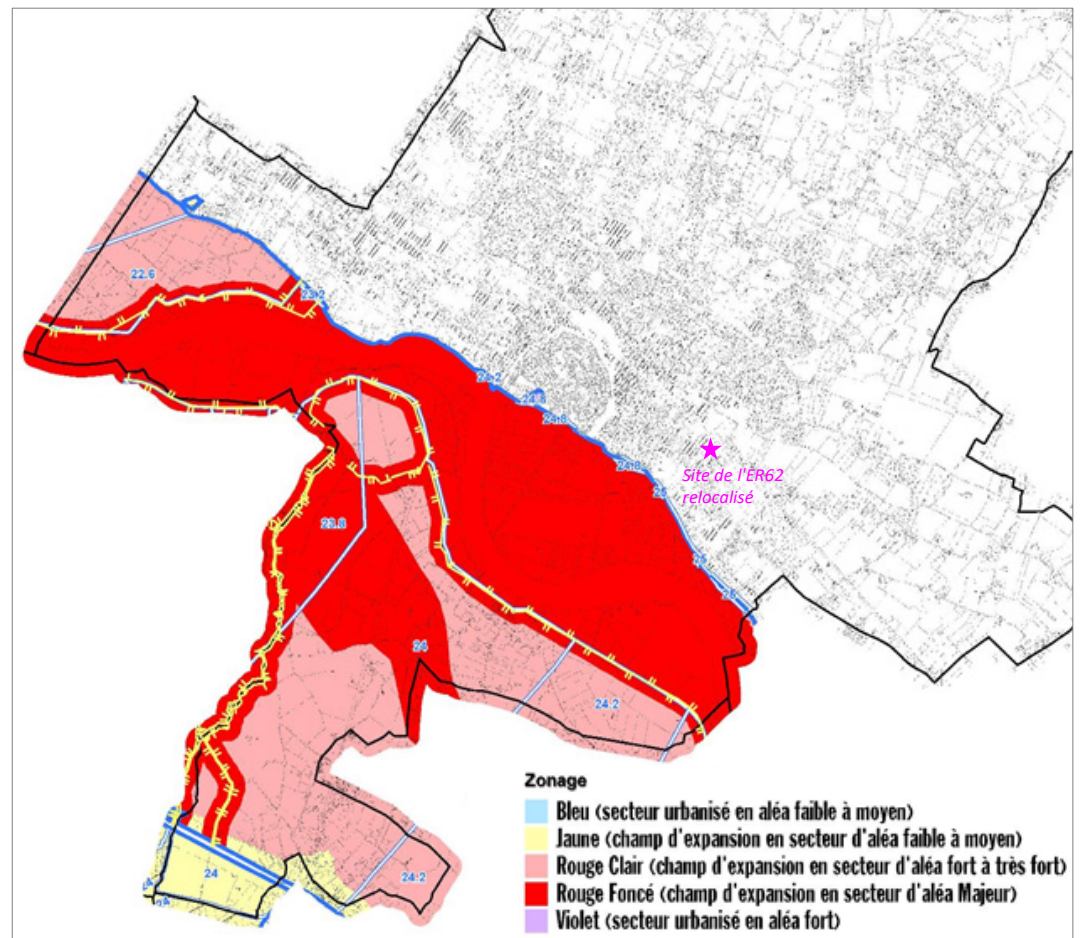 22.6
23.2
24.2
24.8
24.8
Site de l'ER62
relocalisé
25
23.8
25
24
24.2
24
24.2
Zonage
Bleu (secteur urbanisé en aléa faible à moyen)
Jaune (champ d'expansion en secteur d'aléa faible à moyen)
Rouge Clair (champ d'expansion en secteur d'aléa fort à très fort)
Rouge Foncé (champ d'expansion en secteur d'aléa Majeur)
Violet (secteur urbanisé en aléa fort)